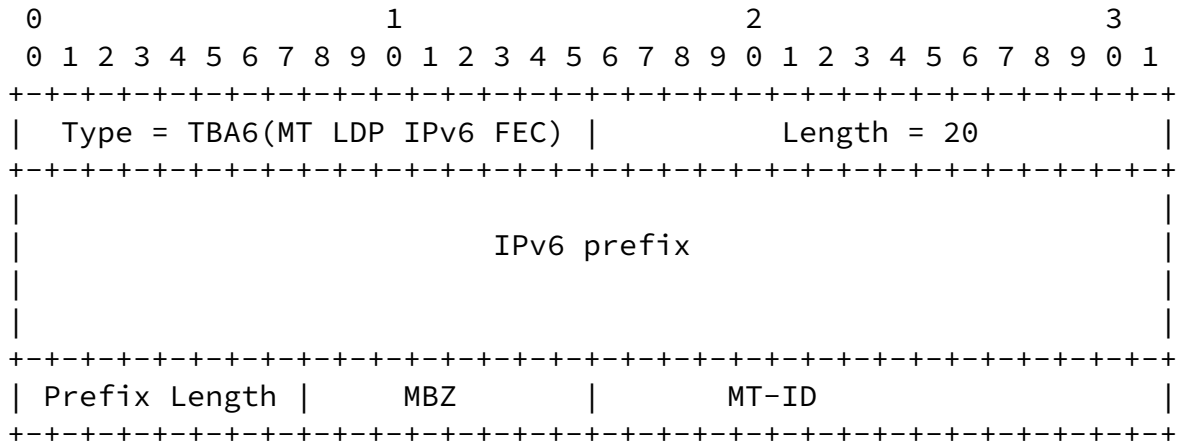 0                   1                   2                   3
 0 1 2 3 4 5 6 7 8 9 0 1 2 3 4 5 6 7 8 9 0 1 2 3 4 5 6 7 8 9 0 1
+-+-+-+-+-+-+-+-+-+-+-+-+-+-+-+-+-+-+-+-+-+-+-+-+-+-+-+-+-+-+-+-+
|  Type = TBA6(MT LDP IPv6 FEC) |          Length = 20          |
+-+-+-+-+-+-+-+-+-+-+-+-+-+-+-+-+-+-+-+-+-+-+-+-+-+-+-+-+-+-+-+-+
|                                                               |
|                          IPv6 prefix                          |
|                                                               |
|                                                               |
+-+-+-+-+-+-+-+-+-+-+-+-+-+-+-+-+-+-+-+-+-+-+-+-+-+-+-+-+-+-+-+-+
| Prefix Length |     MBZ       |       MT-ID                   |
+-+-+-+-+-+-+-+-+-+-+-+-+-+-+-+-+-+-+-+-+-+-+-+-+-+-+-+-+-+-+-+-+